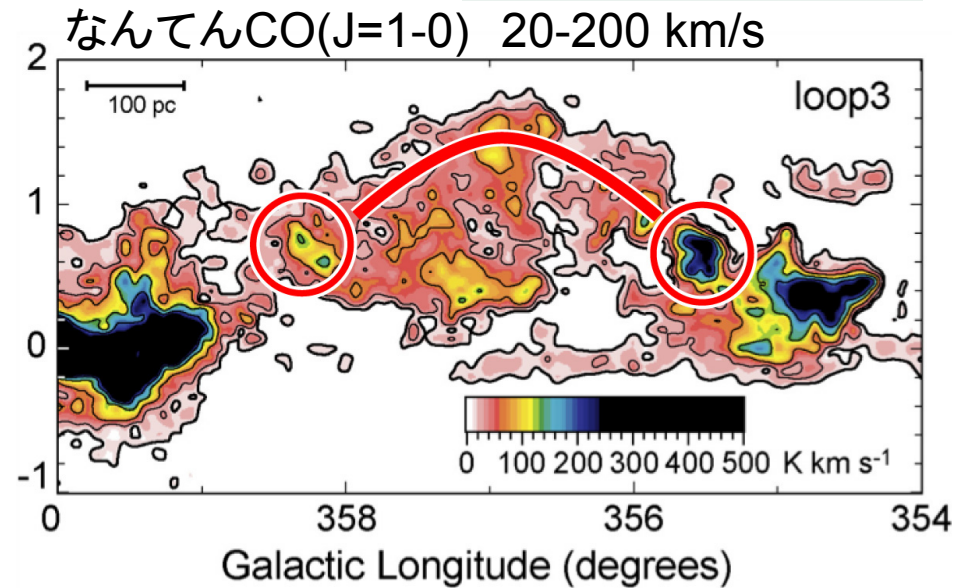 なんてんCO(J=1-0) 20-200 km/s
2
100 pc
loop3
1
0
-1
0 100 200 300 400 500 K km s⁻¹
0 358 356 354
Galactic Longitude (degrees)